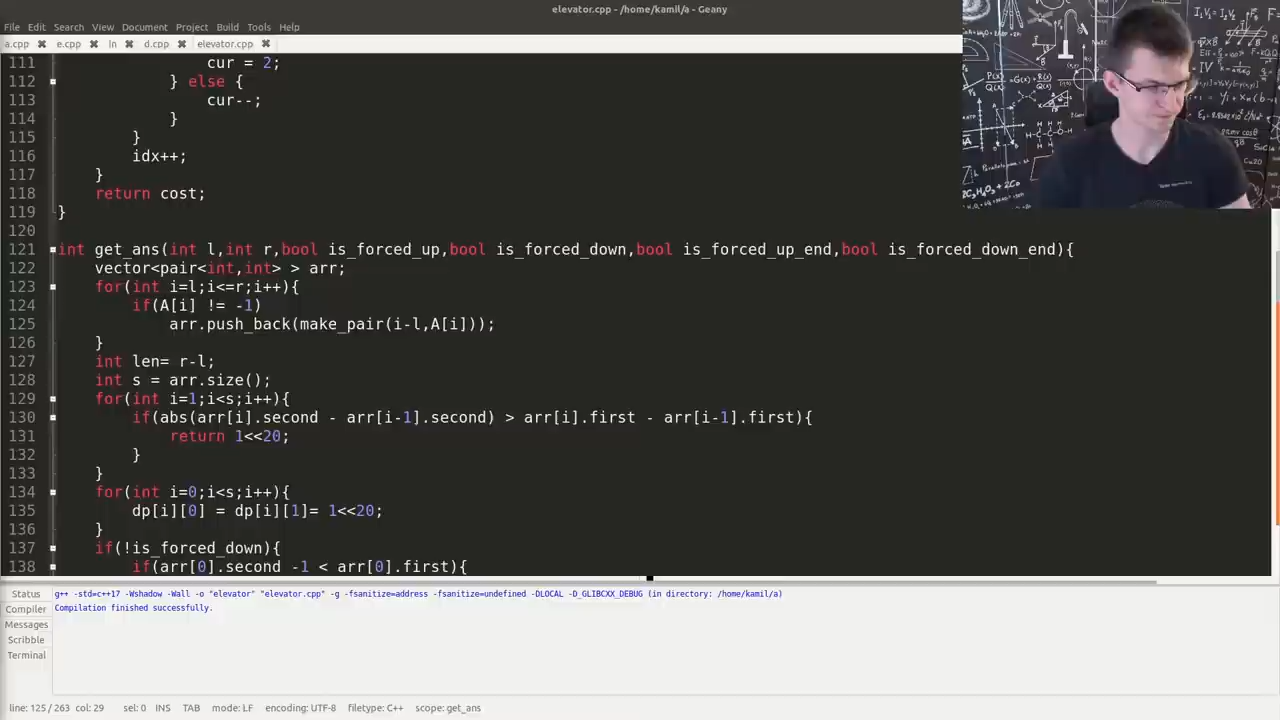 elevator.cpp - /home/kamil/a - Geany
File Edit Search View Document Project Build Tools Help
a.cpp e.cpp in d.cpp elevator.cpp
111 cur = 2;
112 } else {
113 cur--;
114 }
115 }
116 idx++;
117 }
118 return cost;
119 }
120
121 int get_ans(int l,int r,bool is_forced_up,bool is_forced_down,bool is_forced_up_end,bool is_forced_down_end){
122 vector<pair<int,int> > arr;
123 for(int i=l;i<=r;i++){
124 if(A[i] != -1)
125 arr.push_back(make_pair(i-l,A[i]));
126 }
127 int len= r-l;
128 int s = arr.size();
129 for(int i=1;i<s;i++){
130 if(abs(arr[i].second - arr[i-1].second) > arr[i].first - arr[i-1].first){
131 return 1<<20;
132 }
133 }
134 for(int i=0;i<s;i++){
135 dp[i][0] = dp[i][1]= 1<<20;
136 }
137 if(!is_forced_down){
138 if(arr[0].second -1 < arr[0].first){
Status
Compiler
Messages
Scribble
Terminal
g++ -std=c++17 -Wshadow -Wall -o "elevator" "elevator.cpp" -g -fsanitize=address -fsanitize=undefined -DLOCAL -D_GLIBCXX_DEBUG (in directory: /home/kamil/a)
Compilation finished successfully.
line: 125 / 263 col: 29 sel: 0 INS TAB mode: LF encoding: UTF-8 filetype: C++ scope: get_ans